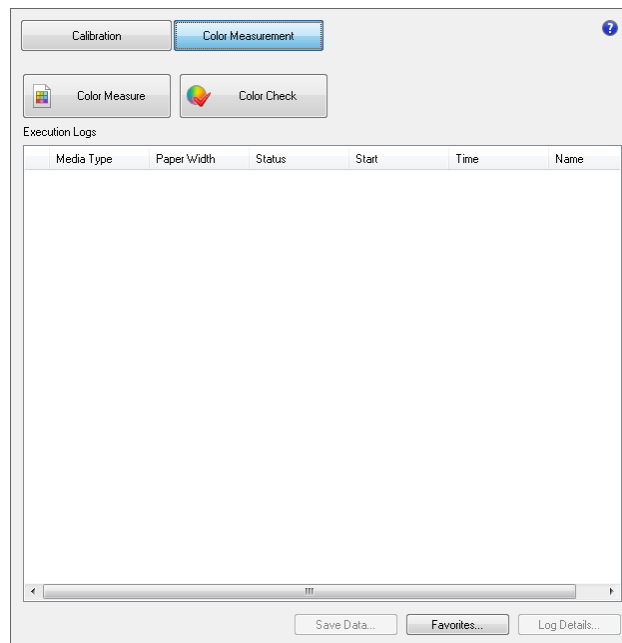 Calibration Color Measurement ?
Color Measure Color Check
Execution Logs
Media Type Paper Width Status Start Time Name
Save Data... Favorites... Log Details...